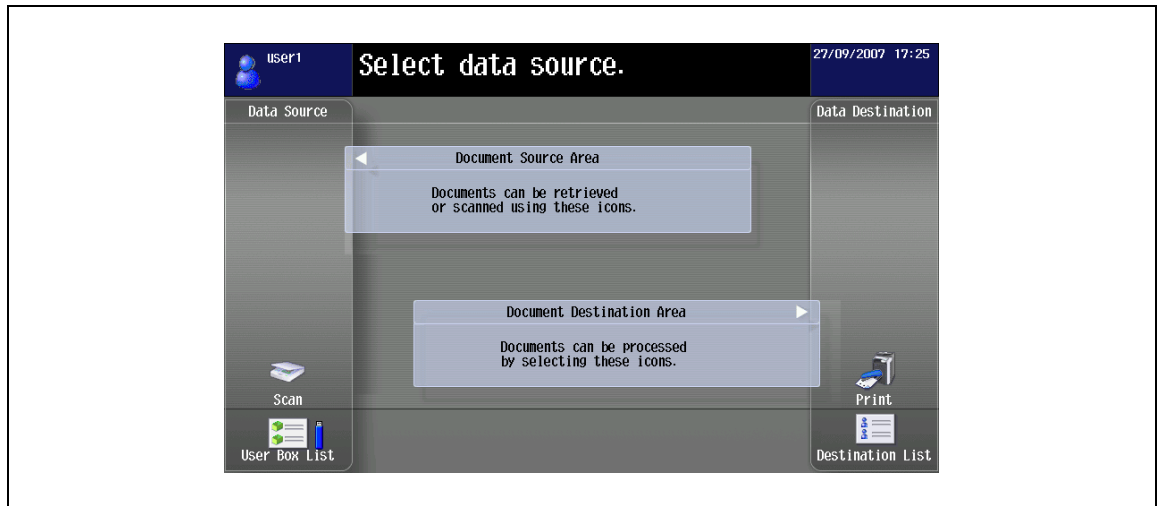 user1
Select data source.
27/09/2007 17:25
Data Source
Data Destination
Document Source Area
Documents can be retrieved
or scanned using these icons.
Document Destination Area
Documents can be processed
by selecting these icons.
Scan
Print
User Box List
Destination List